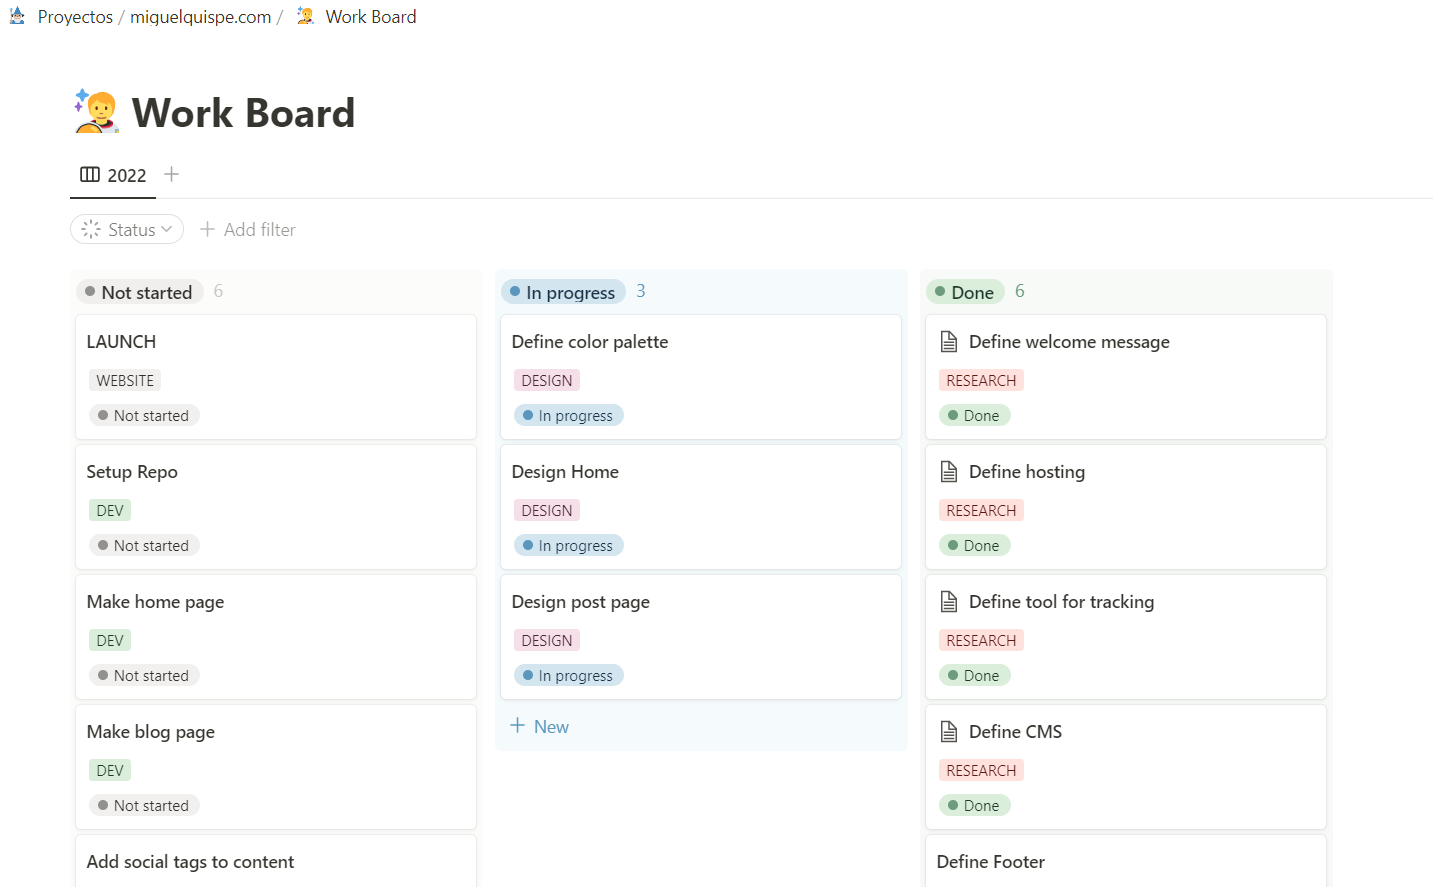 Proyectos / miguelquispe.com / Work Board
Work Board
2022
Status
Add filter
Not started 6
LAUNCH
WEBSITE
Not started
Setup Repo
DEV
Not started
Make home page
DEV
Not started
Make blog page
DEV
Not started
Add social tags to content
In progress 3
Define color palette
DESIGN
In progress
Design Home
DESIGN
In progress
Design post page
DESIGN
In progress
New
Done 6
Define welcome message
RESEARCH
Done
Define hosting
RESEARCH
Done
Define tool for tracking
RESEARCH
Done
Define CMS
RESEARCH
Done
Define Footer